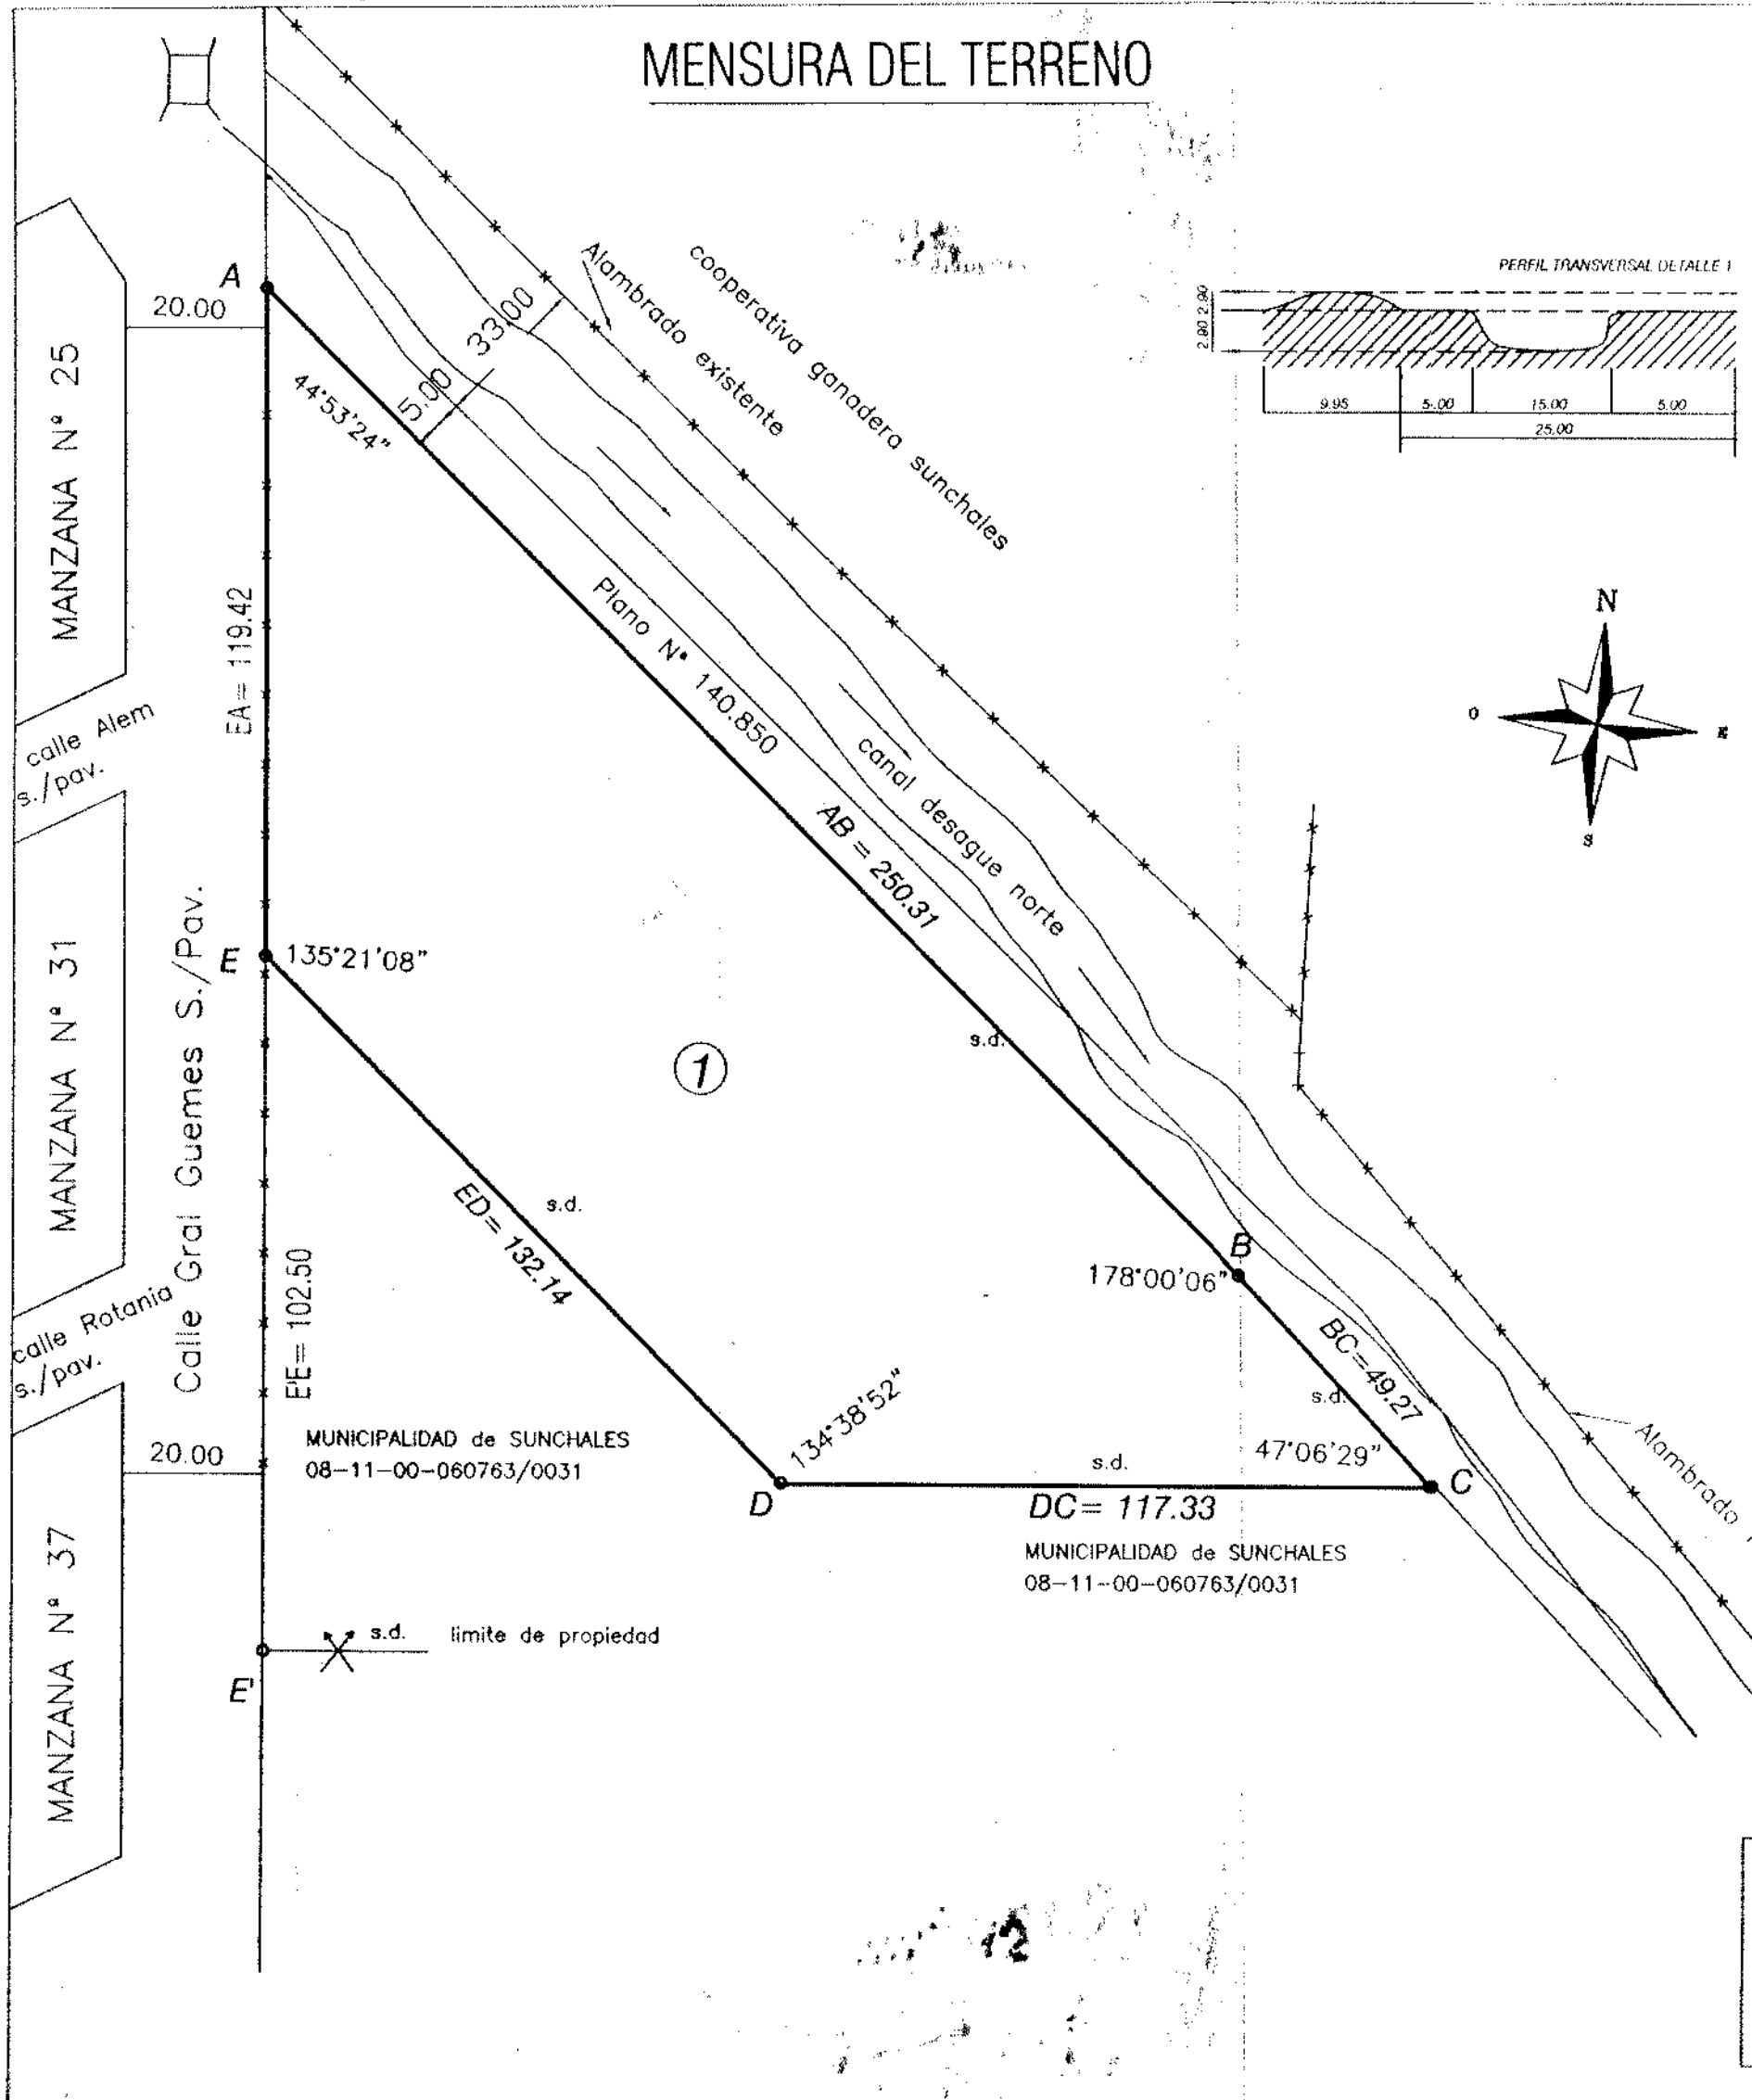 MENSURA DEL TERRENO
PERFIL TRANSVERSAL DETALLE 1
2.90 2.90
9.95 5.00 15.00 5.00
25.00
A
20.00
44°53'24"
5.00 33.00
Alambrado existente
cooperativa ganadera sunchales
MANZANA N° 25
EA= 119.42
Plano N° 140.850
AB = 250.31
canal desague norte
N
O
E
S
calle Alem
s./pav.
E 135°21'08"
MANZANA N° 31
Calle Gral Guemes S./Pav.
s.d.
1
s.d.
ED= 132.14
B
178°00'06"
E'E= 102.50
BC=49.27
s.d.
calle Rotania
s./pav.
20.00
MUNICIPALIDAD de SUNCHALES
08-11-00-060763/0031
134°38'52"
47°06'29"
s.d.
D
C
DC= 117.33
MUNICIPALIDAD de SUNCHALES
08-11-00-060763/0031
Alambrado
MANZANA N° 37
s.d. limite de propiedad
E'
12